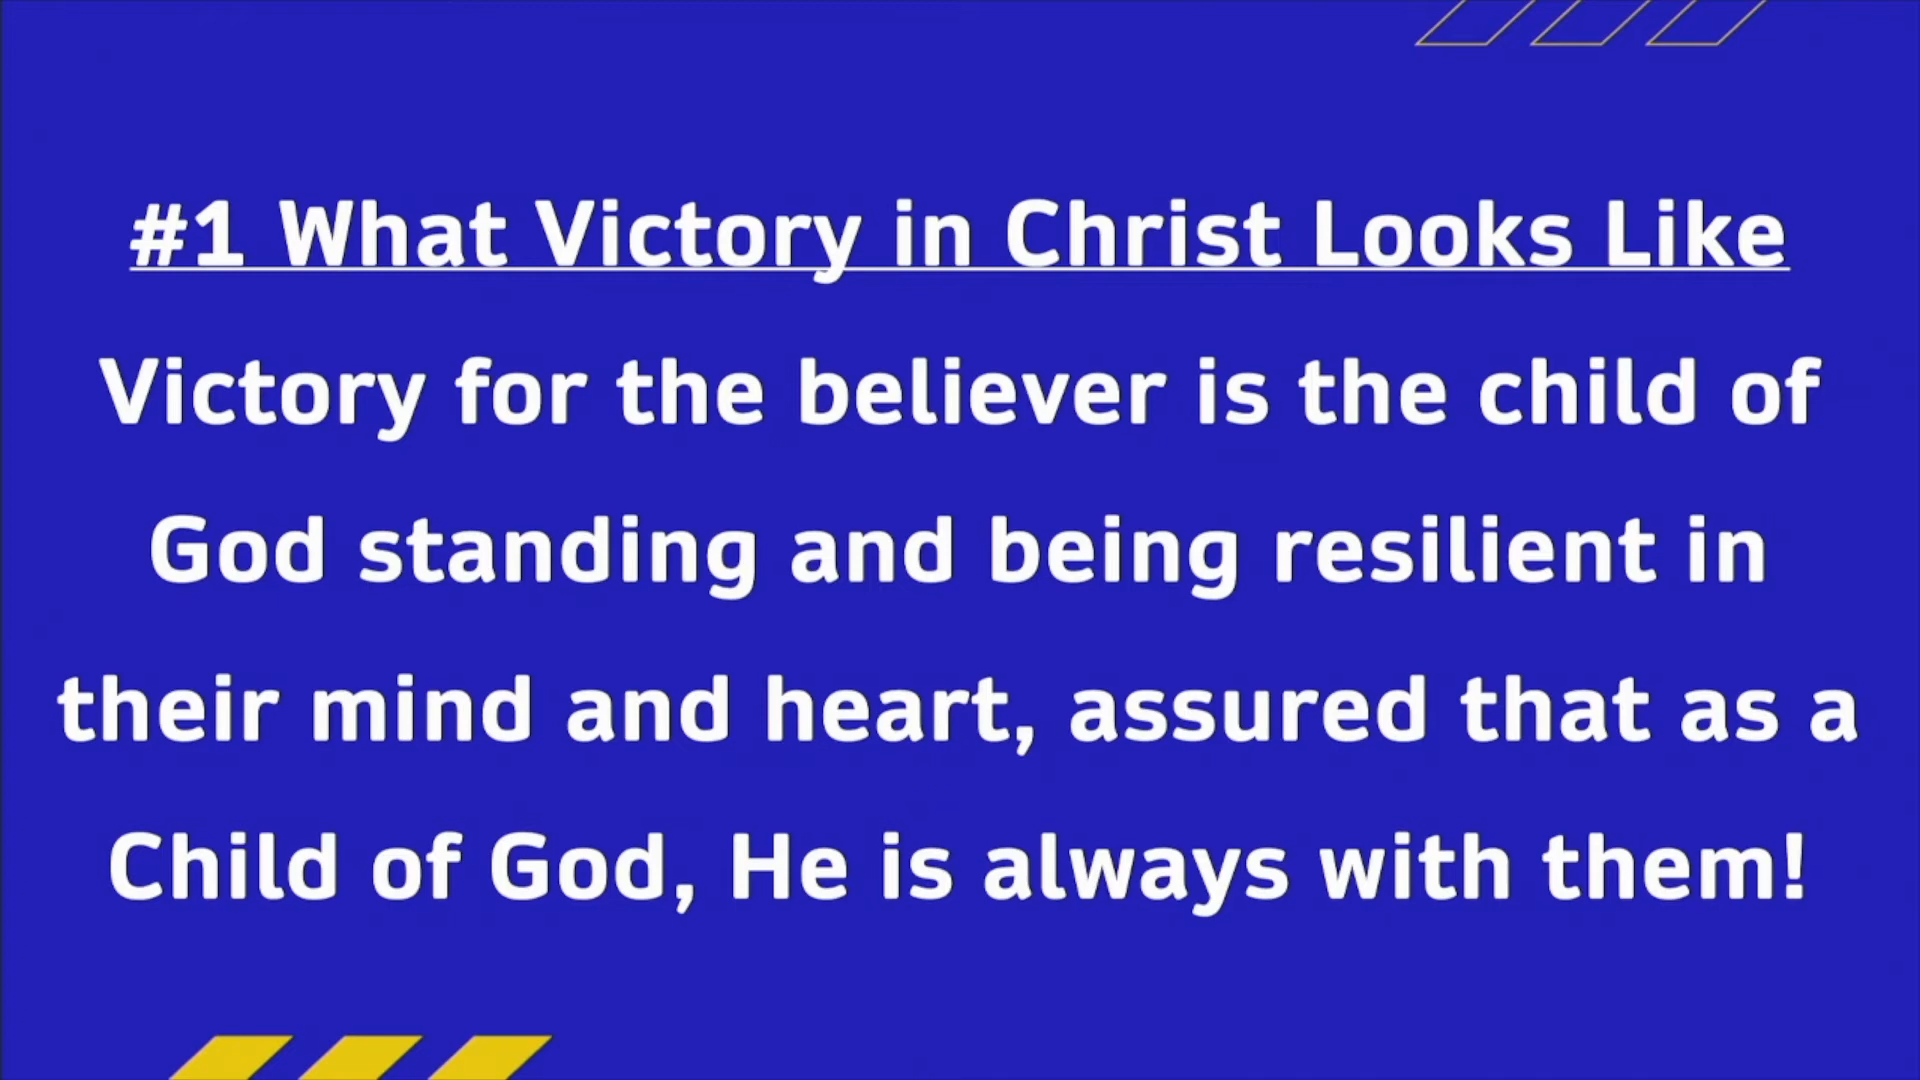 #1 What Victory in Christ Looks Like
Victory for the believer is the child of
God standing and being resilient in
their mind and heart, assured that as a
Child of God, He is always with them!